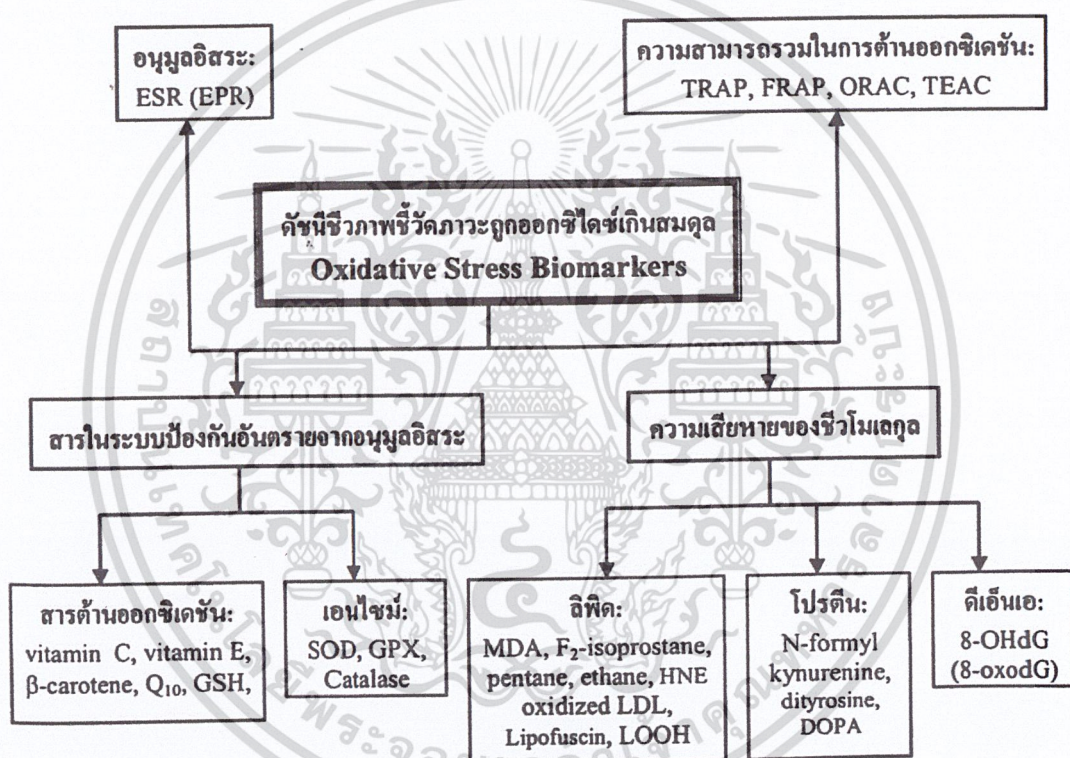 อนุมูลอิสระ:
ESR (EPR)
ความสามารถรวมในการต้านออกซิเดชัน:
TRAP, FRAP, ORAC, TEAC
ดัชนีชีวภาพชี้วัดภาวะถูกออกซิไดซ์เกินสมดุล
Oxidative Stress Biomarkers
สารในระบบป้องกันอันตรายจากอนุมูลอิสระ
ความเสียหายของชีวโมเลกุล
สารต้านออกซิเดชัน:
vitamin C, vitamin E,
β-carotene, Q₁₀, GSH,
เอนไซม์:
SOD, GPX,
Catalase
ลิพิด:
MDA, F₂-isoprostane,
pentane, ethane, HNE
oxidized LDL,
Lipofuscin, LOOH
โปรตีน:
N-formyl
kynurenine,
dityrosine,
DOPA
ดีเอ็นเอ:
8-OHdG
(8-oxodG)